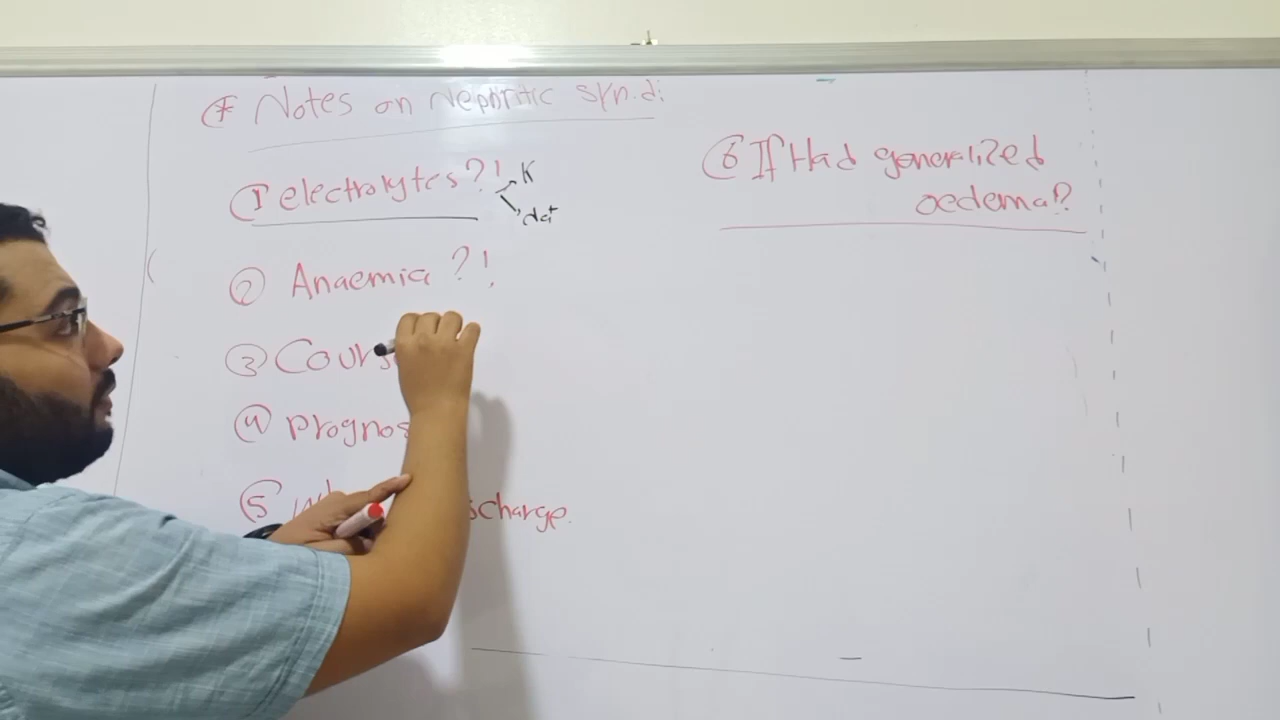 * Notes on Nephritic syn.d:
① electrolytes?! K
Na+
② Anaemia ?!
③ Cours
④ Prognos
⑤ scharge.
⑥ If Had generalized
oedema!?